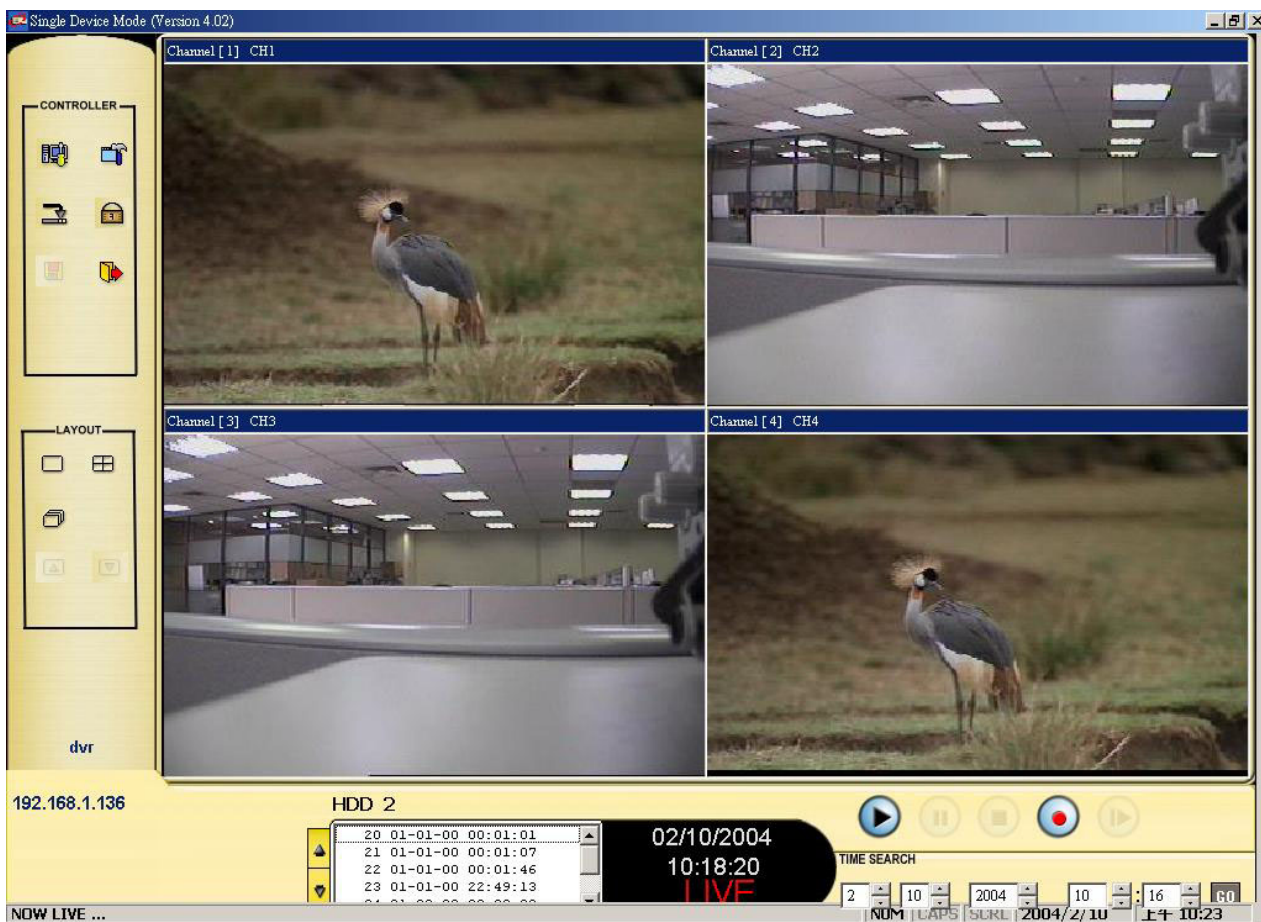 Single Device Mode (Version 4.02)
Channel [ 1] CH1
Channel [ 2] CH2
CONTROLLER
Channel [ 3] CH3
Channel [ 4] CH4
LAYOUT
dvr
192.168.1.136
HDD 2
20 01-01-00 00:01:01
21 01-01-00 00:01:07
22 01-01-00 00:01:46
23 01-01-00 22:49:13
02/10/2004
10:18:20
LIVE
TIME SEARCH
2 10 2004 10 : 16 GO
NOW LIVE ...
NUM CAPS SCRL 2004/2/10 上午 10:23